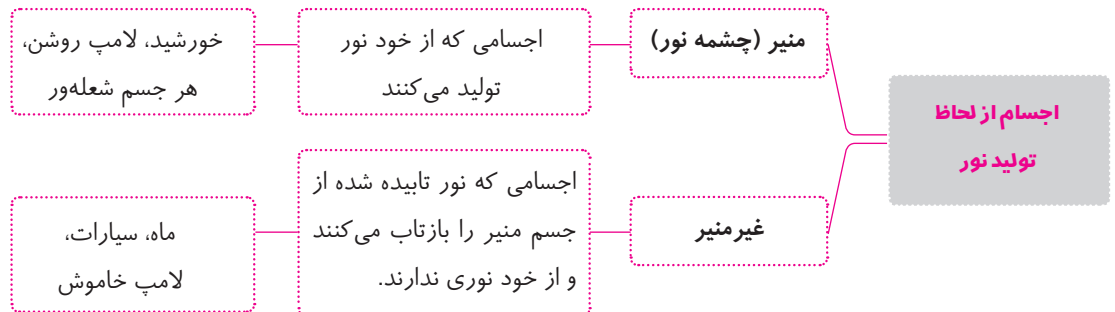 اجسام از لحاظ
تولید نور
منیر (چشمه نور)
اجسامی که از خود نور
تولید می‌کنند
خورشید، لامپ روشن،
هر جسم شعله‌ور
غیرمنیر
اجسامی که نور تابیده شده از
جسم منیر را بازتاب می‌کنند
و از خود نوری ندارند.
ماه، سیارات،
لامپ خاموش